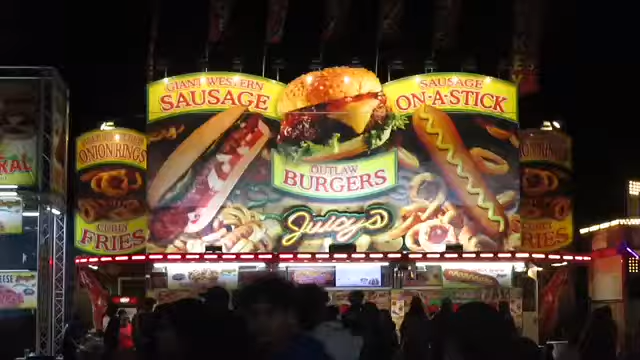 GIANT WESTERN
SAUSAGE
SAUSAGE
ON-A-STICK
OUTLAW
BURGERS
Juicy's
ONION RINGS
CURLY
FRIES
FRIES